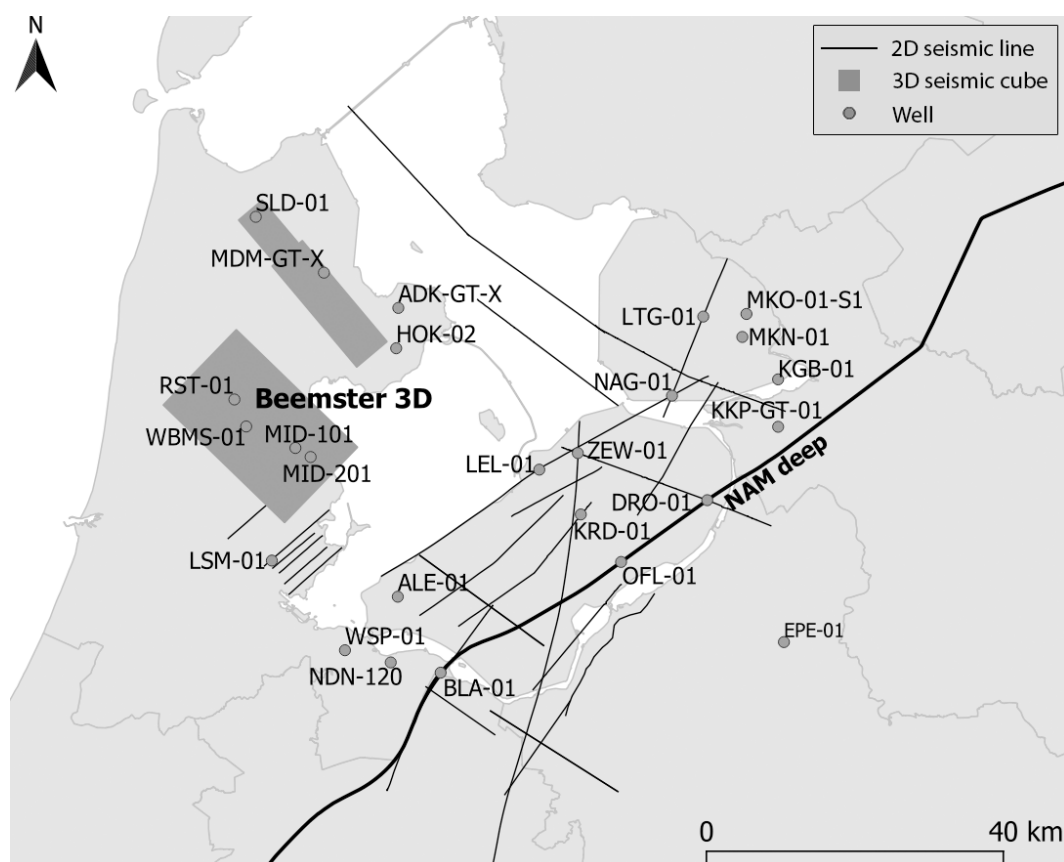 N
2D seismic line
3D seismic cube
Well
SLD-01
MDM-GT-X
ADK-GT-X
HOK-02
LTG-01
MKO-01-S1
MKN-01
KGB-01
NAG-01
RST-01
Beemster 3D
KKP-GT-01
WBMS-01
MID-101
MID-201
LEL-01
ZEW-01
NAM deep
DRO-01
KRD-01
LSM-01
OFL-01
ALE-01
EPE-01
WSP-01
NDN-120
BLA-01
0
40 km